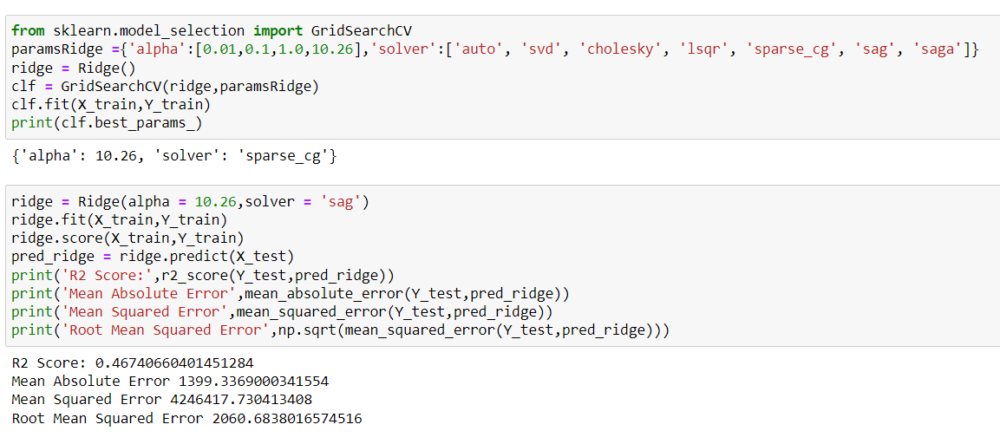 from sklearn.model_selection import GridSearchCV
paramsRidge ={'alpha':[0.01,0.1,1.0,10.26],'solver':['auto', 'svd', 'cholesky', 'lsqr', 'sparse_cg', 'sag', 'saga']}
ridge = Ridge()
clf = GridSearchCV(ridge,paramsRidge)
clf.fit(X_train,Y_train)
print(clf.best_params_)
{'alpha': 10.26, 'solver': 'sparse_cg'}
ridge = Ridge(alpha = 10.26,solver = 'sag')
ridge.fit(X_train,Y_train)
ridge.score(X_train,Y_train)
pred_ridge = ridge.predict(X_test)
print('R2 Score:',r2_score(Y_test,pred_ridge))
print('Mean Absolute Error',mean_absolute_error(Y_test,pred_ridge))
print('Mean Squared Error',mean_squared_error(Y_test,pred_ridge))
print('Root Mean Squared Error',np.sqrt(mean_squared_error(Y_test,pred_ridge)))
R2 Score: 0.46740660401451284
Mean Absolute Error 1399.3369000341554
Mean Squared Error 4246417.730413408
Root Mean Squared Error 2060.6838016574516